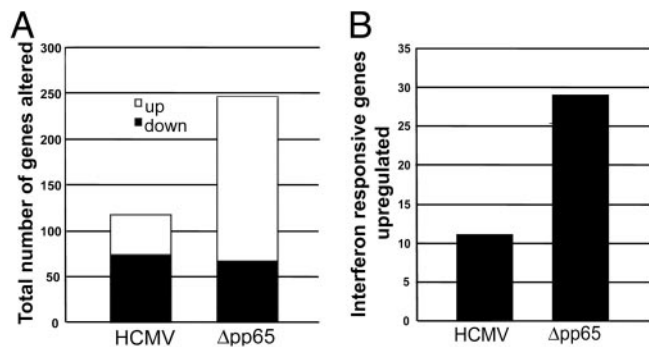 A
Total number of genes altered
300
250
200
150
100
50
0
up
down
HCMV
Δpp65
B
Interferon responsive genes
upregulated
35
30
25
20
15
10
5
0
HCMV
Δpp65